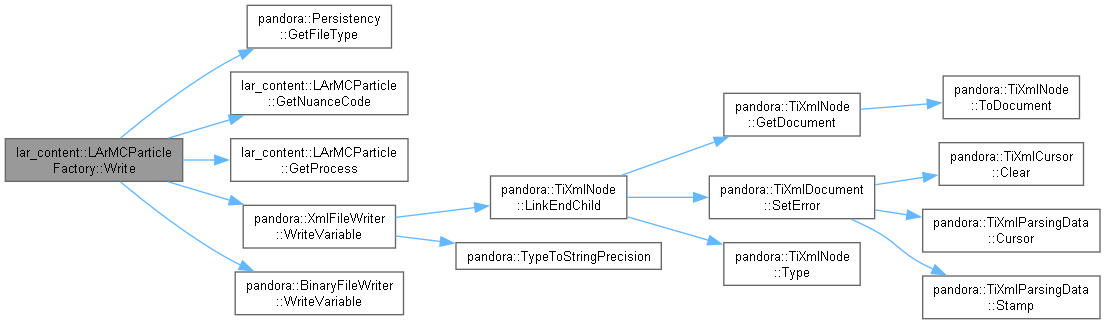 lar_content::LArMCParticle
Factory::Write
pandora::Persistency
::GetFileType
lar_content::LArMCParticle
::GetNuanceCode
lar_content::LArMCParticle
::GetProcess
pandora::XmlFileWriter
::WriteVariable
pandora::BinaryFileWriter
::WriteVariable
pandora::TiXmlNode
::LinkEndChild
pandora::TypeToStringPrecision
pandora::TiXmlNode
::GetDocument
pandora::TiXmlDocument
::SetError
pandora::TiXmlNode
::Type
pandora::TiXmlNode
::ToDocument
pandora::TiXmlCursor
::Clear
pandora::TiXmlParsingData
::Cursor
pandora::TiXmlParsingData
::Stamp